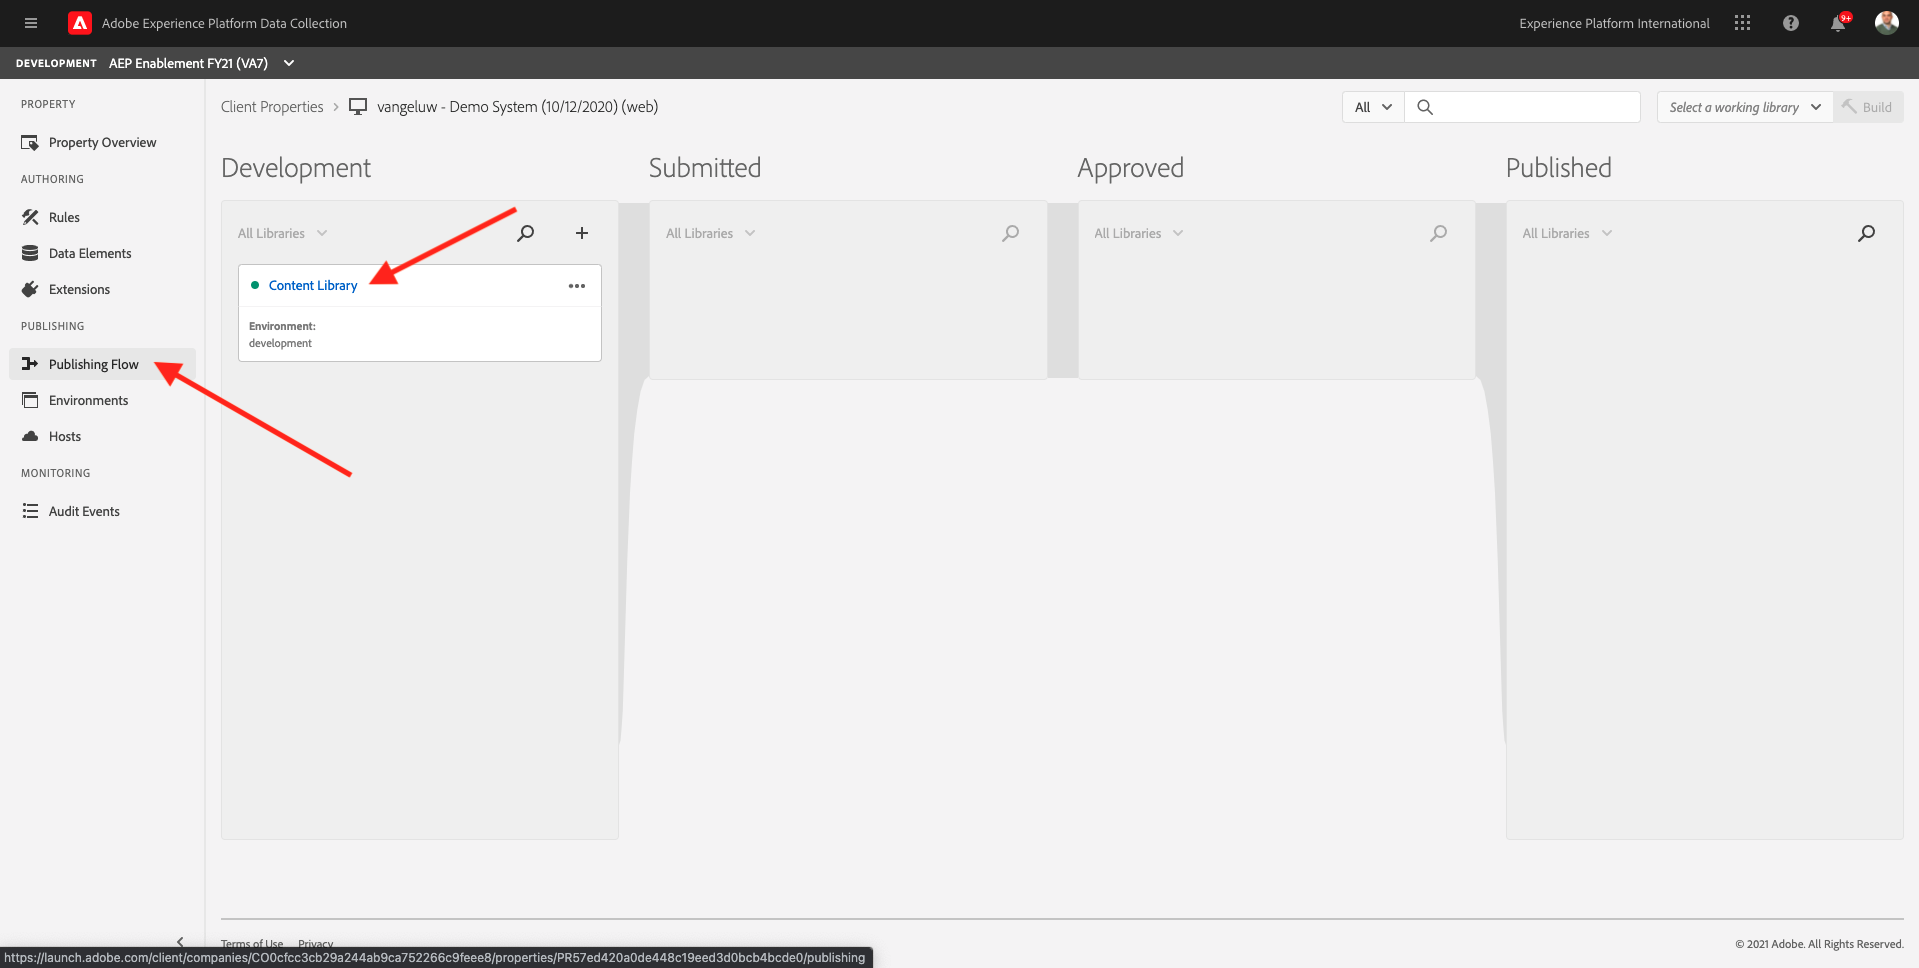 Adobe Experience Platform Data Collection
Experience Platform International
9+
DEVELOPMENT AEP Enablement FY21 (VA7)
PROPERTY
Property Overview
AUTHORING
Rules
Data Elements
Extensions
PUBLISHING
Publishing Flow
Environments
Hosts
MONITORING
Audit Events
Client Properties > vangeluw - Demo System (10/12/2020) (web)
All
Select a working library
Build
Development
All Libraries
Content Library
Environment:
development
Submitted
All Libraries
Approved
All Libraries
Published
All Libraries
Terms of Use Privacy
© 2021 Adobe. All Rights Reserved.
https://launch.adobe.com/client/companies/CO0cfcc3cb29a244ab9ca752266c9feee8/properties/PR57ed420a0de448c19eed3d0bcb4bcde0/publishing